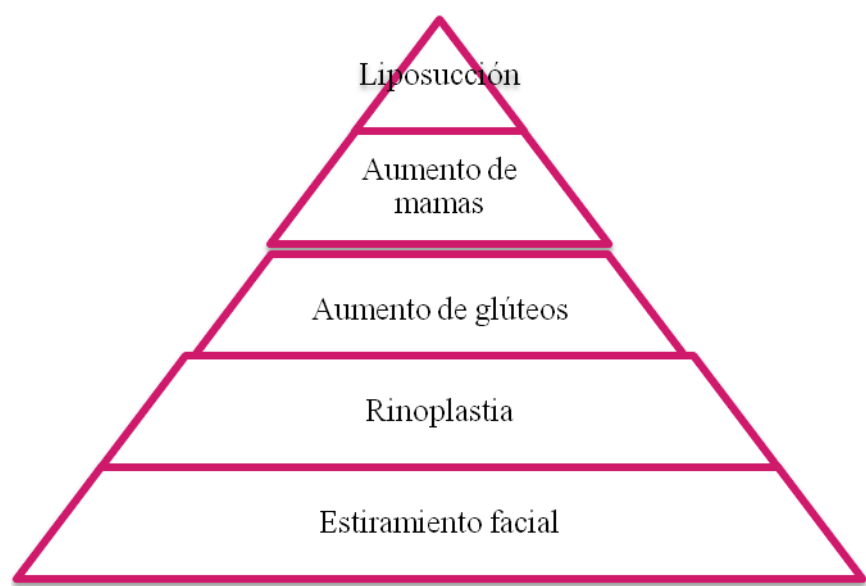 Liposucción
Aumento de
mamas
Aumento de glúteos
Rinoplastia
Estiramiento facial